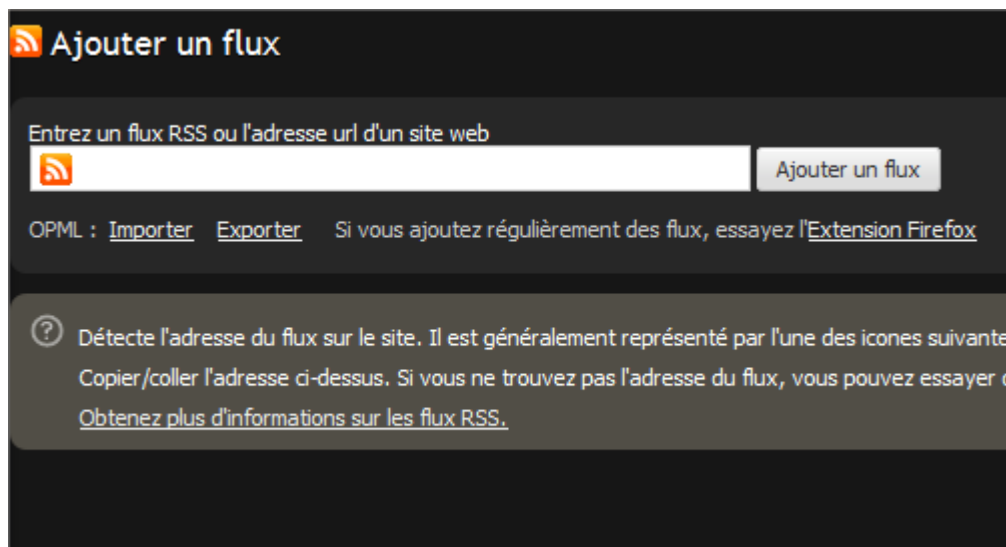 Ajouter un flux
Entrez un flux RSS ou l'adresse url d'un site web
Ajouter un flux
OPML : Importer Exporter Si vous ajoutez régulièrement des flux, essayez l'Extension Firefox
Détecte l'adresse du flux sur le site. Il est généralement représenté par l'une des icones suivante
Copier/coller l'adresse ci-dessus. Si vous ne trouvez pas l'adresse du flux, vous pouvez essayer
Obtenez plus d'informations sur les flux RSS.